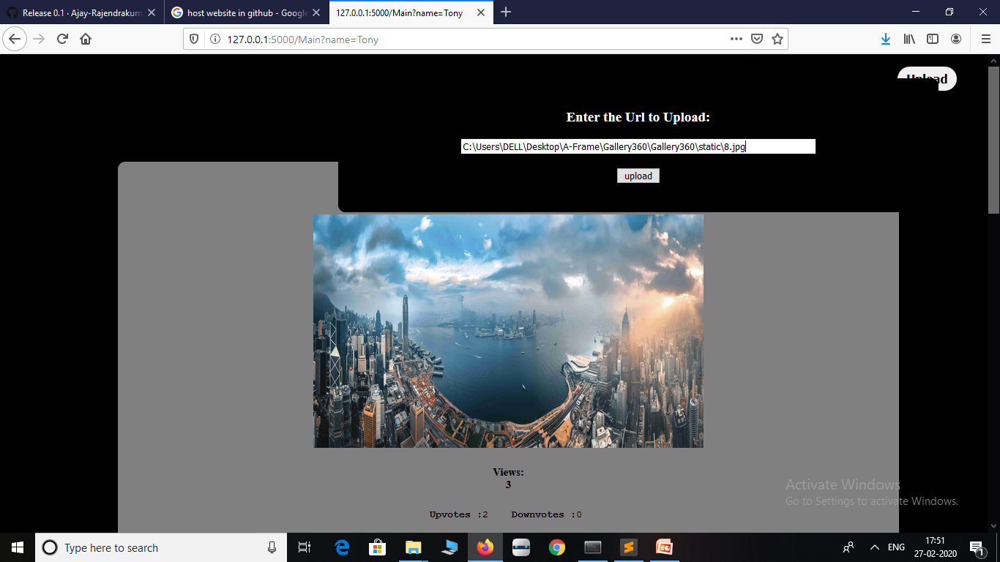 Release 0.1 · Ajay-Rajendrakum
host website in github - Google
127.0.0.1:5000/Main?name=Tony
127.0.0.1:5000/Main?name=Tony
Upload
Enter the Url to Upload:
C:\Users\DELL\Desktop\A-Frame\Gallery360\Gallery360\static\8.jpg
upload
Views:
3
Upvotes :2 Downvotes :0
Activate Windows
Go to Settings to activate Windows.
Type here to search
ENG
17:51
27-02-2020
1